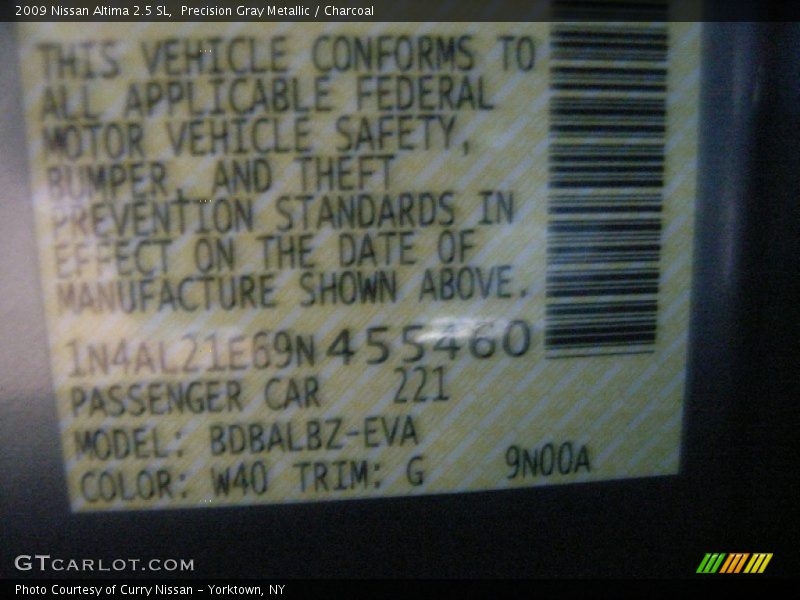 2009 Nissan Altima 2.5 SL, Precision Gray Metallic / Charcoal
THIS VEHICLE CONFORMS TO
ALL APPLICABLE FEDERAL
MOTOR VEHICLE SAFETY,
BUMPER, AND THEFT
PREVENTION STANDARDS IN
EFFECT ON THE DATE OF
MANUFACTURE SHOWN ABOVE.
1N4AL21E69N455460
PASSENGER CAR 221
MODEL: BDBALBZ-EVA
COLOR: W40 TRIM: G 9N00A
GTCARLOT.COM
Photo Courtesy of Curry Nissan - Yorktown, NY